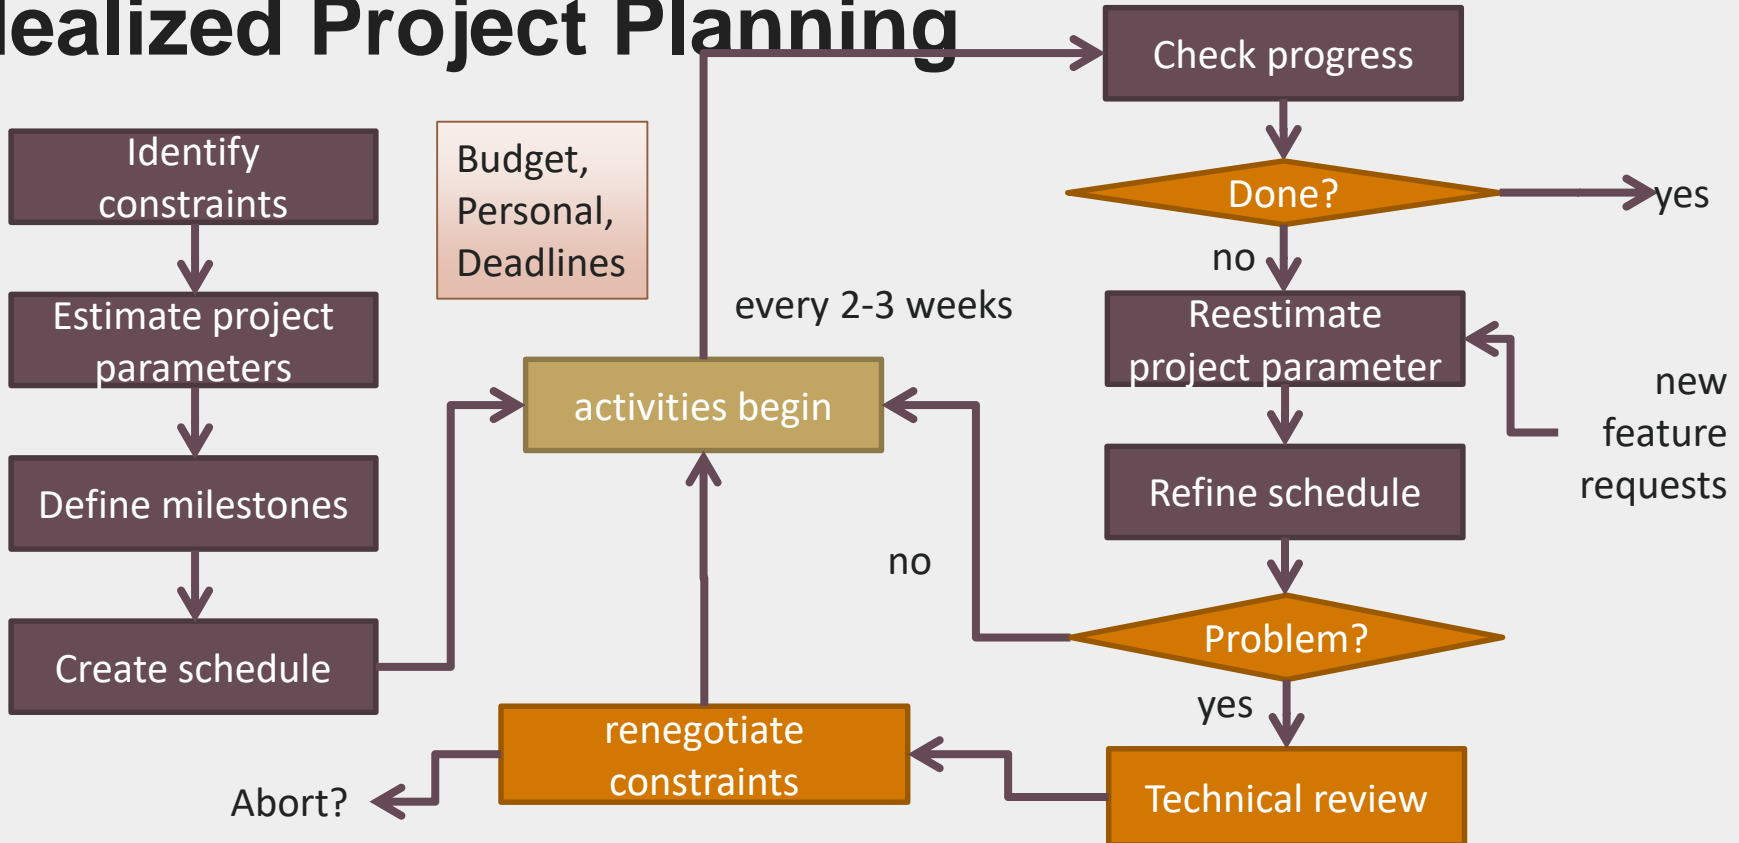 dealized Project Planning
Identify
constraints
Estimate project
parameters
Define milestones
Create schedule
Budget,
Personal,
Deadlines
every 2-3 weeks
activities begin
no
renegotiate
constraints
Abort?
Check progress
Done?
yes
no
Reestimate
project parameter
new
feature
requests
Refine schedule
Problem?
yes
Technical review